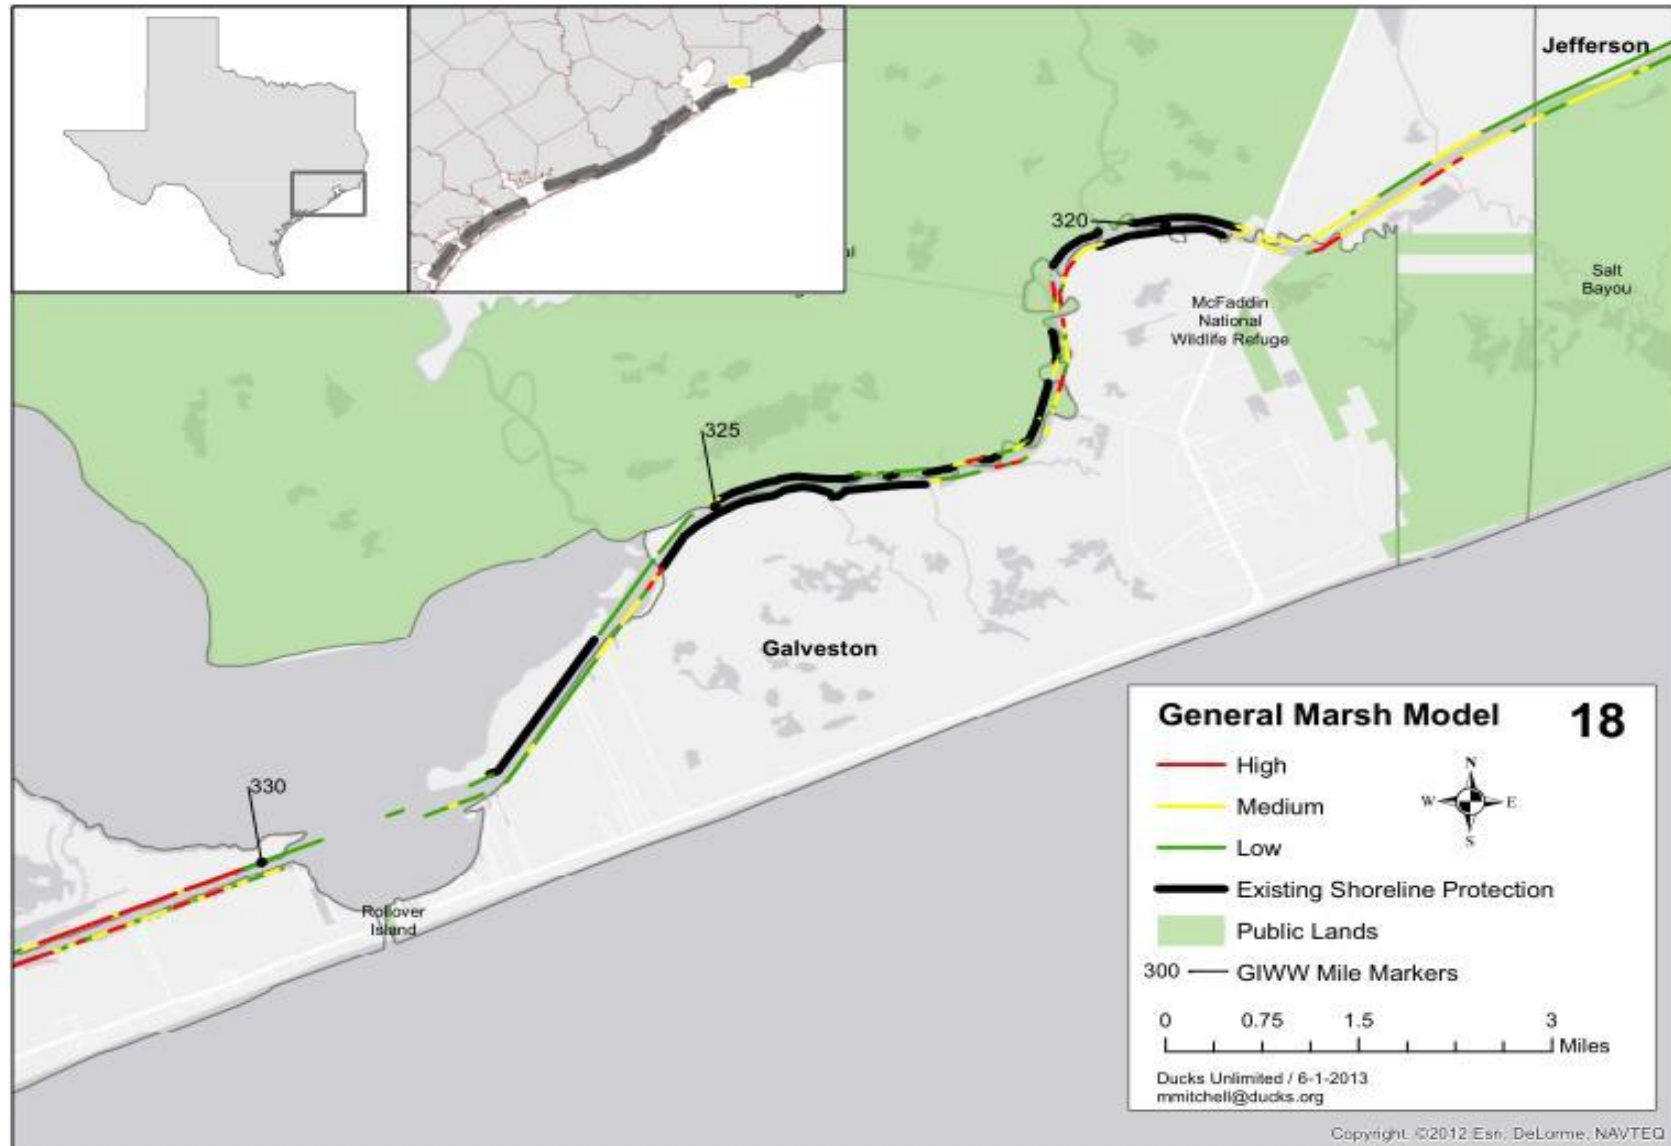 Jefferson
320
Salt
Bayou
McFaddin
National
Wildlife Refuge
325
Galveston
330
Rollover
Island
General Marsh Model 18
High
Medium
Low
Existing Shoreline Protection
Public Lands
300 GIWW Mile Markers
N
W E
S
0 0.75 1.5 3
Miles
Ducks Unlimited / 6-1-2013
mmitchell@ducks.org
Copyright: ©2012 Esri, DeLorme, NAVTEQ